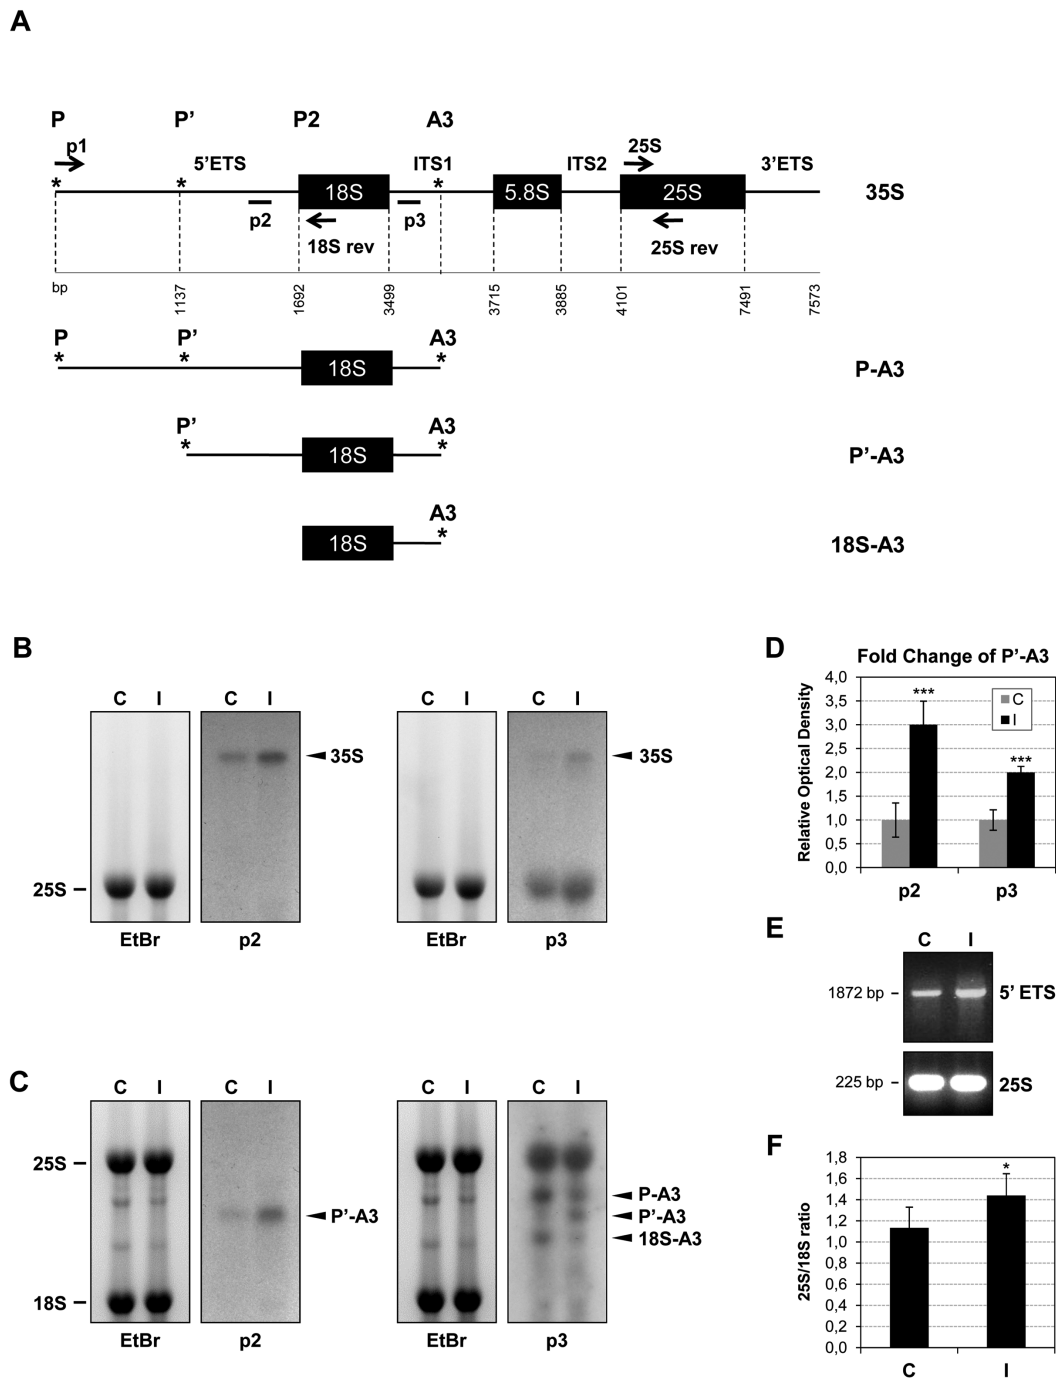 A
P P' P2 A3
p1 25S
5'ETS ITS1 ITS2 3'ETS
* * *
18S 5.8S 25S 35S
p2 p3
18S rev 25S rev
bp 1137 1692 3499 3715 3885 4101 7491 7573
P P' A3
* * *
18S P-A3
P' A3
* *
18S P'-A3
A3
*
18S 18S-A3
B
C I C I C I C I
35S 35S
25S
EtBr p2 EtBr p3
C
C I C I C I C I
25S
P'-A3
P-A3
P'-A3
18S-A3
18S
EtBr p2 EtBr p3
D
Fold Change of P'-A3
Relative Optical Density
4,0
3,5
3,0
2,5
2,0
1,5
1,0
0,5
0,0
*** ***
C
I
p2 p3
E
C I
1872 bp 5' ETS
225 bp 25S
F
25S/18S ratio
1,8
1,6
1,4
1,2
1,0
0,8
0,6
0,4
0,2
0,0
*
C I